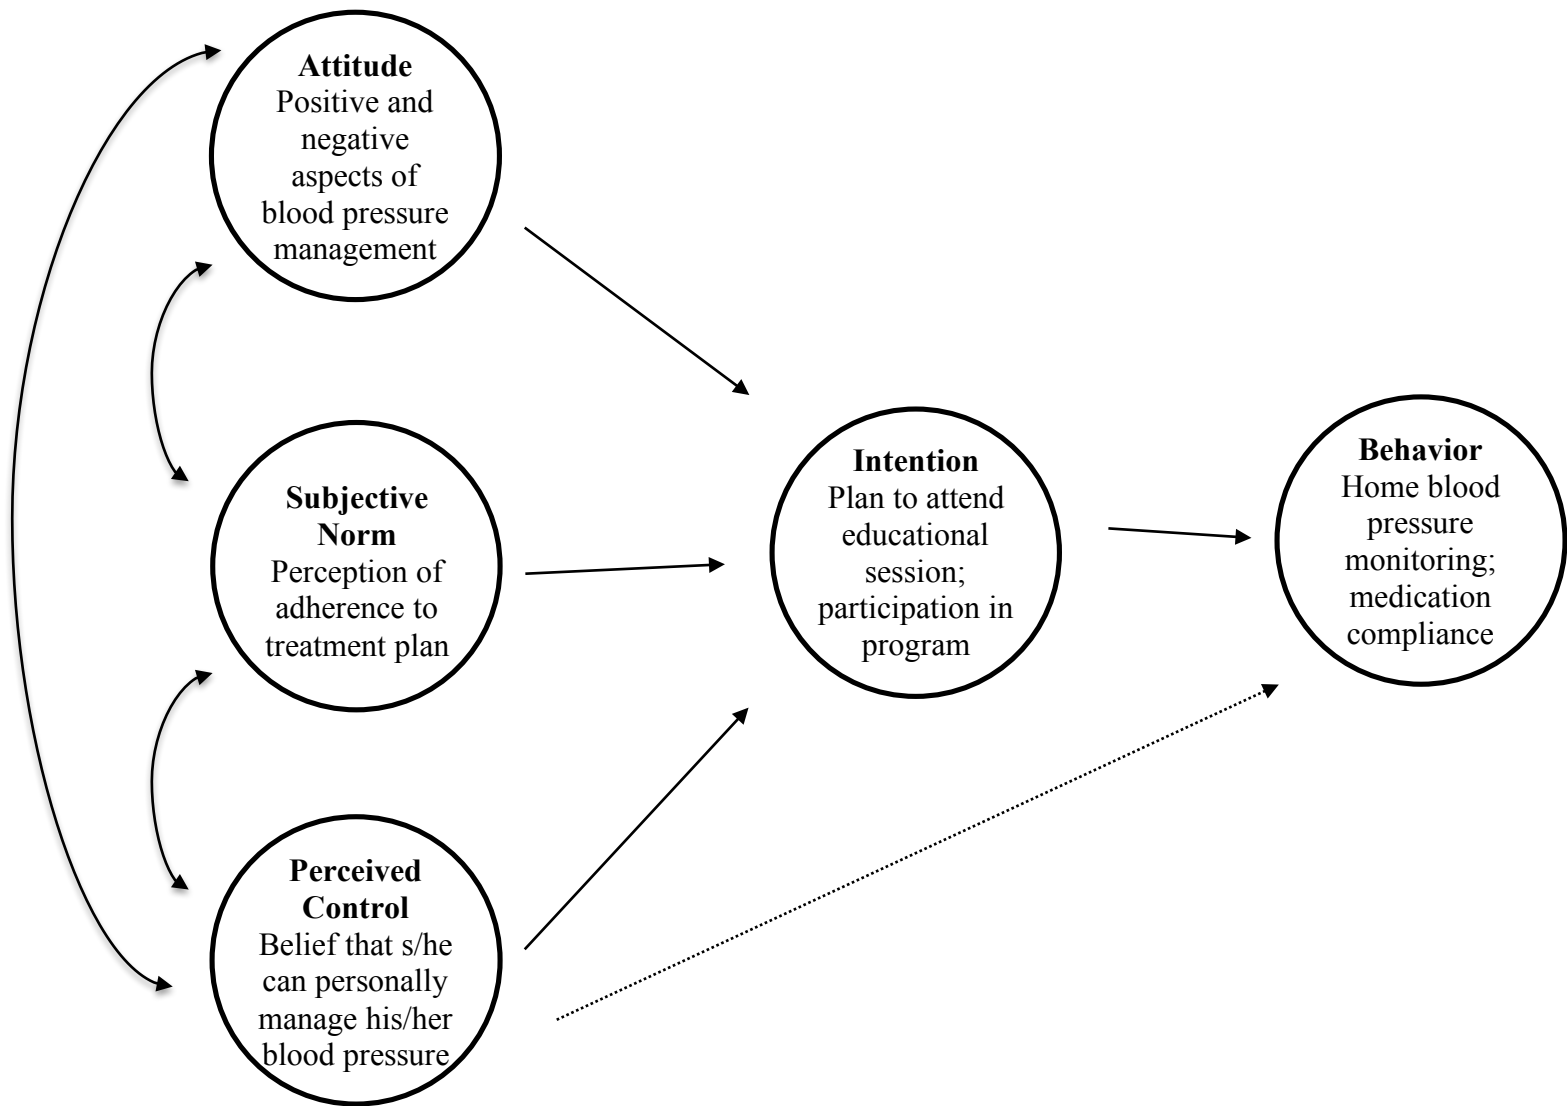 Attitude
Positive and
negative
aspects of
blood pressure
management
Subjective
Norm
Perception of
adherence to
treatment plan
Perceived
Control
Belief that s/he
can personally
manage his/her
blood pressure
Intention
Plan to attend
educational
session;
participation in
program
Behavior
Home blood
pressure
monitoring;
medication
compliance